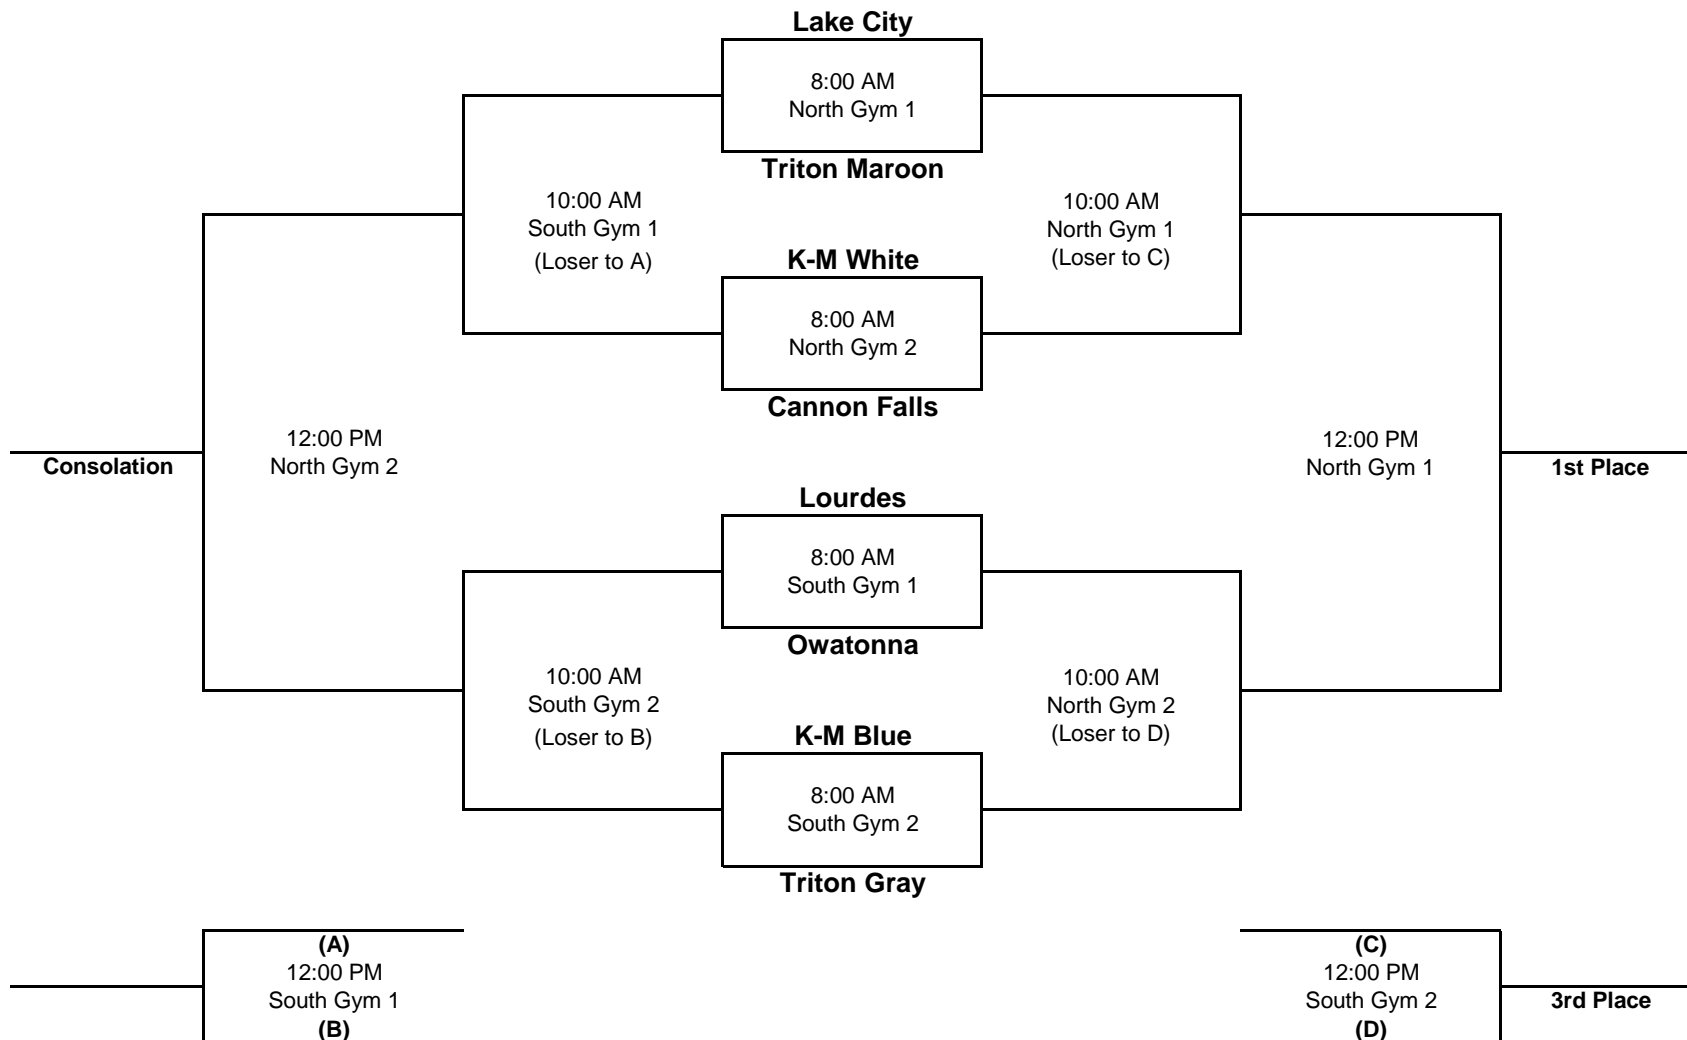 Lake City
8:00 AM
North Gym 1
Triton Maroon
10:00 AM
South Gym 1
(Loser to A)
10:00 AM
North Gym 1
(Loser to C)
K-M White
8:00 AM
North Gym 2
Cannon Falls
12:00 PM
North Gym 2
Consolation
12:00 PM
North Gym 1
1st Place
Lourdes
8:00 AM
South Gym 1
Owatonna
10:00 AM
South Gym 2
(Loser to B)
10:00 AM
North Gym 2
(Loser to D)
K-M Blue
8:00 AM
South Gym 2
Triton Gray
(A)
12:00 PM
South Gym 1
(B)
(C)
12:00 PM
South Gym 2
(D)
3rd Place